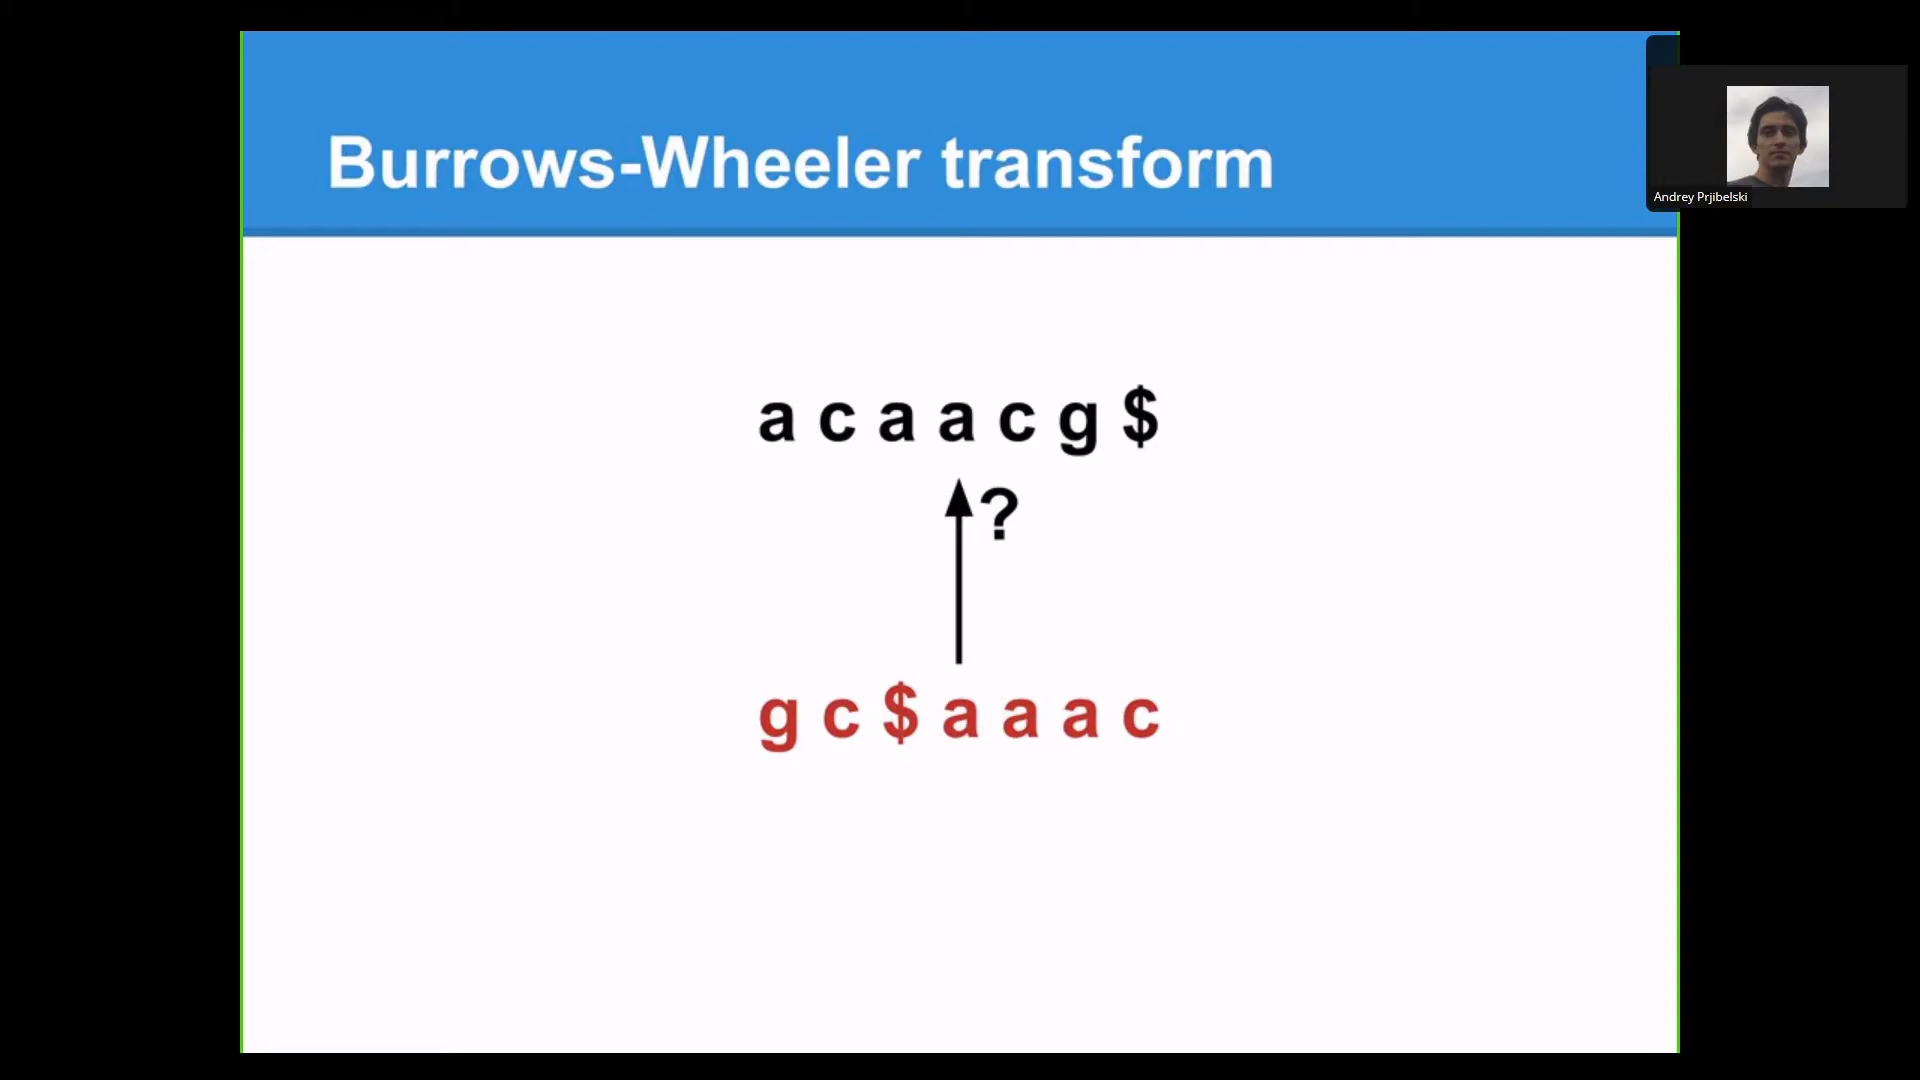 Burrows-Wheeler transform
Andrey Prjibelski
a c a a c g $
?
g c $ a a a c